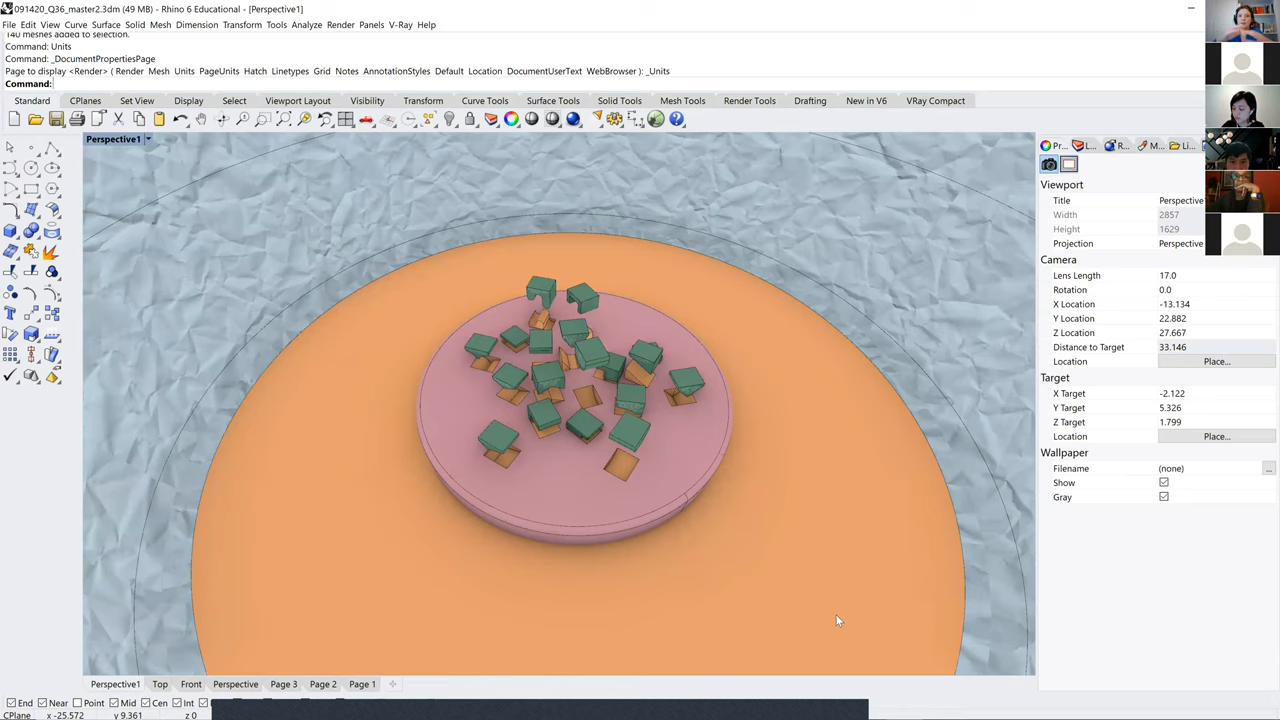 091420_Q36_master2.3dm (49 MB) - Rhino 6 Educational - [Perspective1]
File Edit View Curve Surface Solid Mesh Dimension Transform Tools Analyze Render Panels V-Ray Help
140 meshes added to selection.
Command: Units
Command: _DocumentPropertiesPage
Page to display <Render> ( Render Mesh Units PageUnits Hatch Linetypes Grid Notes AnnotationStyles Default Location DocumentUserText WebBrowser ): _Units
Command:
Standard CPlanes Set View Display Select Viewport Layout Visibility Transform Curve Tools Surface Tools Solid Tools Mesh Tools Render Tools Drafting New in V6 VRay Compact
Perspective1
Pr... L... R... M... Li...
Viewport
Title Perspective
Width 2857
Height 1629
Projection Perspective
Camera
Lens Length 17.0
Rotation 0.0
X Location -13.134
Y Location 22.882
Z Location 27.667
Distance to Target 33.146
Location Place...
Target
X Target -2.122
Y Target 5.326
Z Target 1.799
Location Place...
Wallpaper
Filename (none) ...
Show
Gray
Perspective1 Top Front Perspective Page 3 Page 2 Page 1
End Near Point Mid Cen Int
CPlane x -25.572 y 9.361 z 0